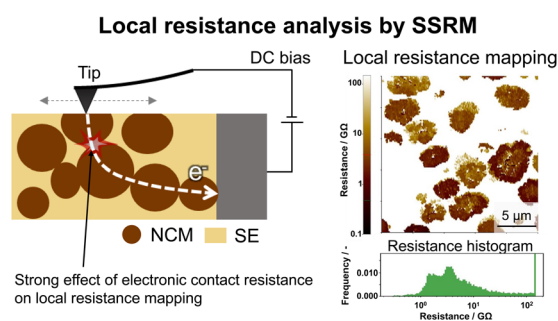 Local resistance analysis by SSRM
Tip
DC bias
e-
NCM
SE
Strong effect of electronic contact resistance
on local resistance mapping
Local resistance mapping
100
10
1
0.1
Resistance / GΩ
5 μm
Resistance histogram
Frequency / -
0.010
0.000
10⁰
10¹
10²
Resistance / GΩ